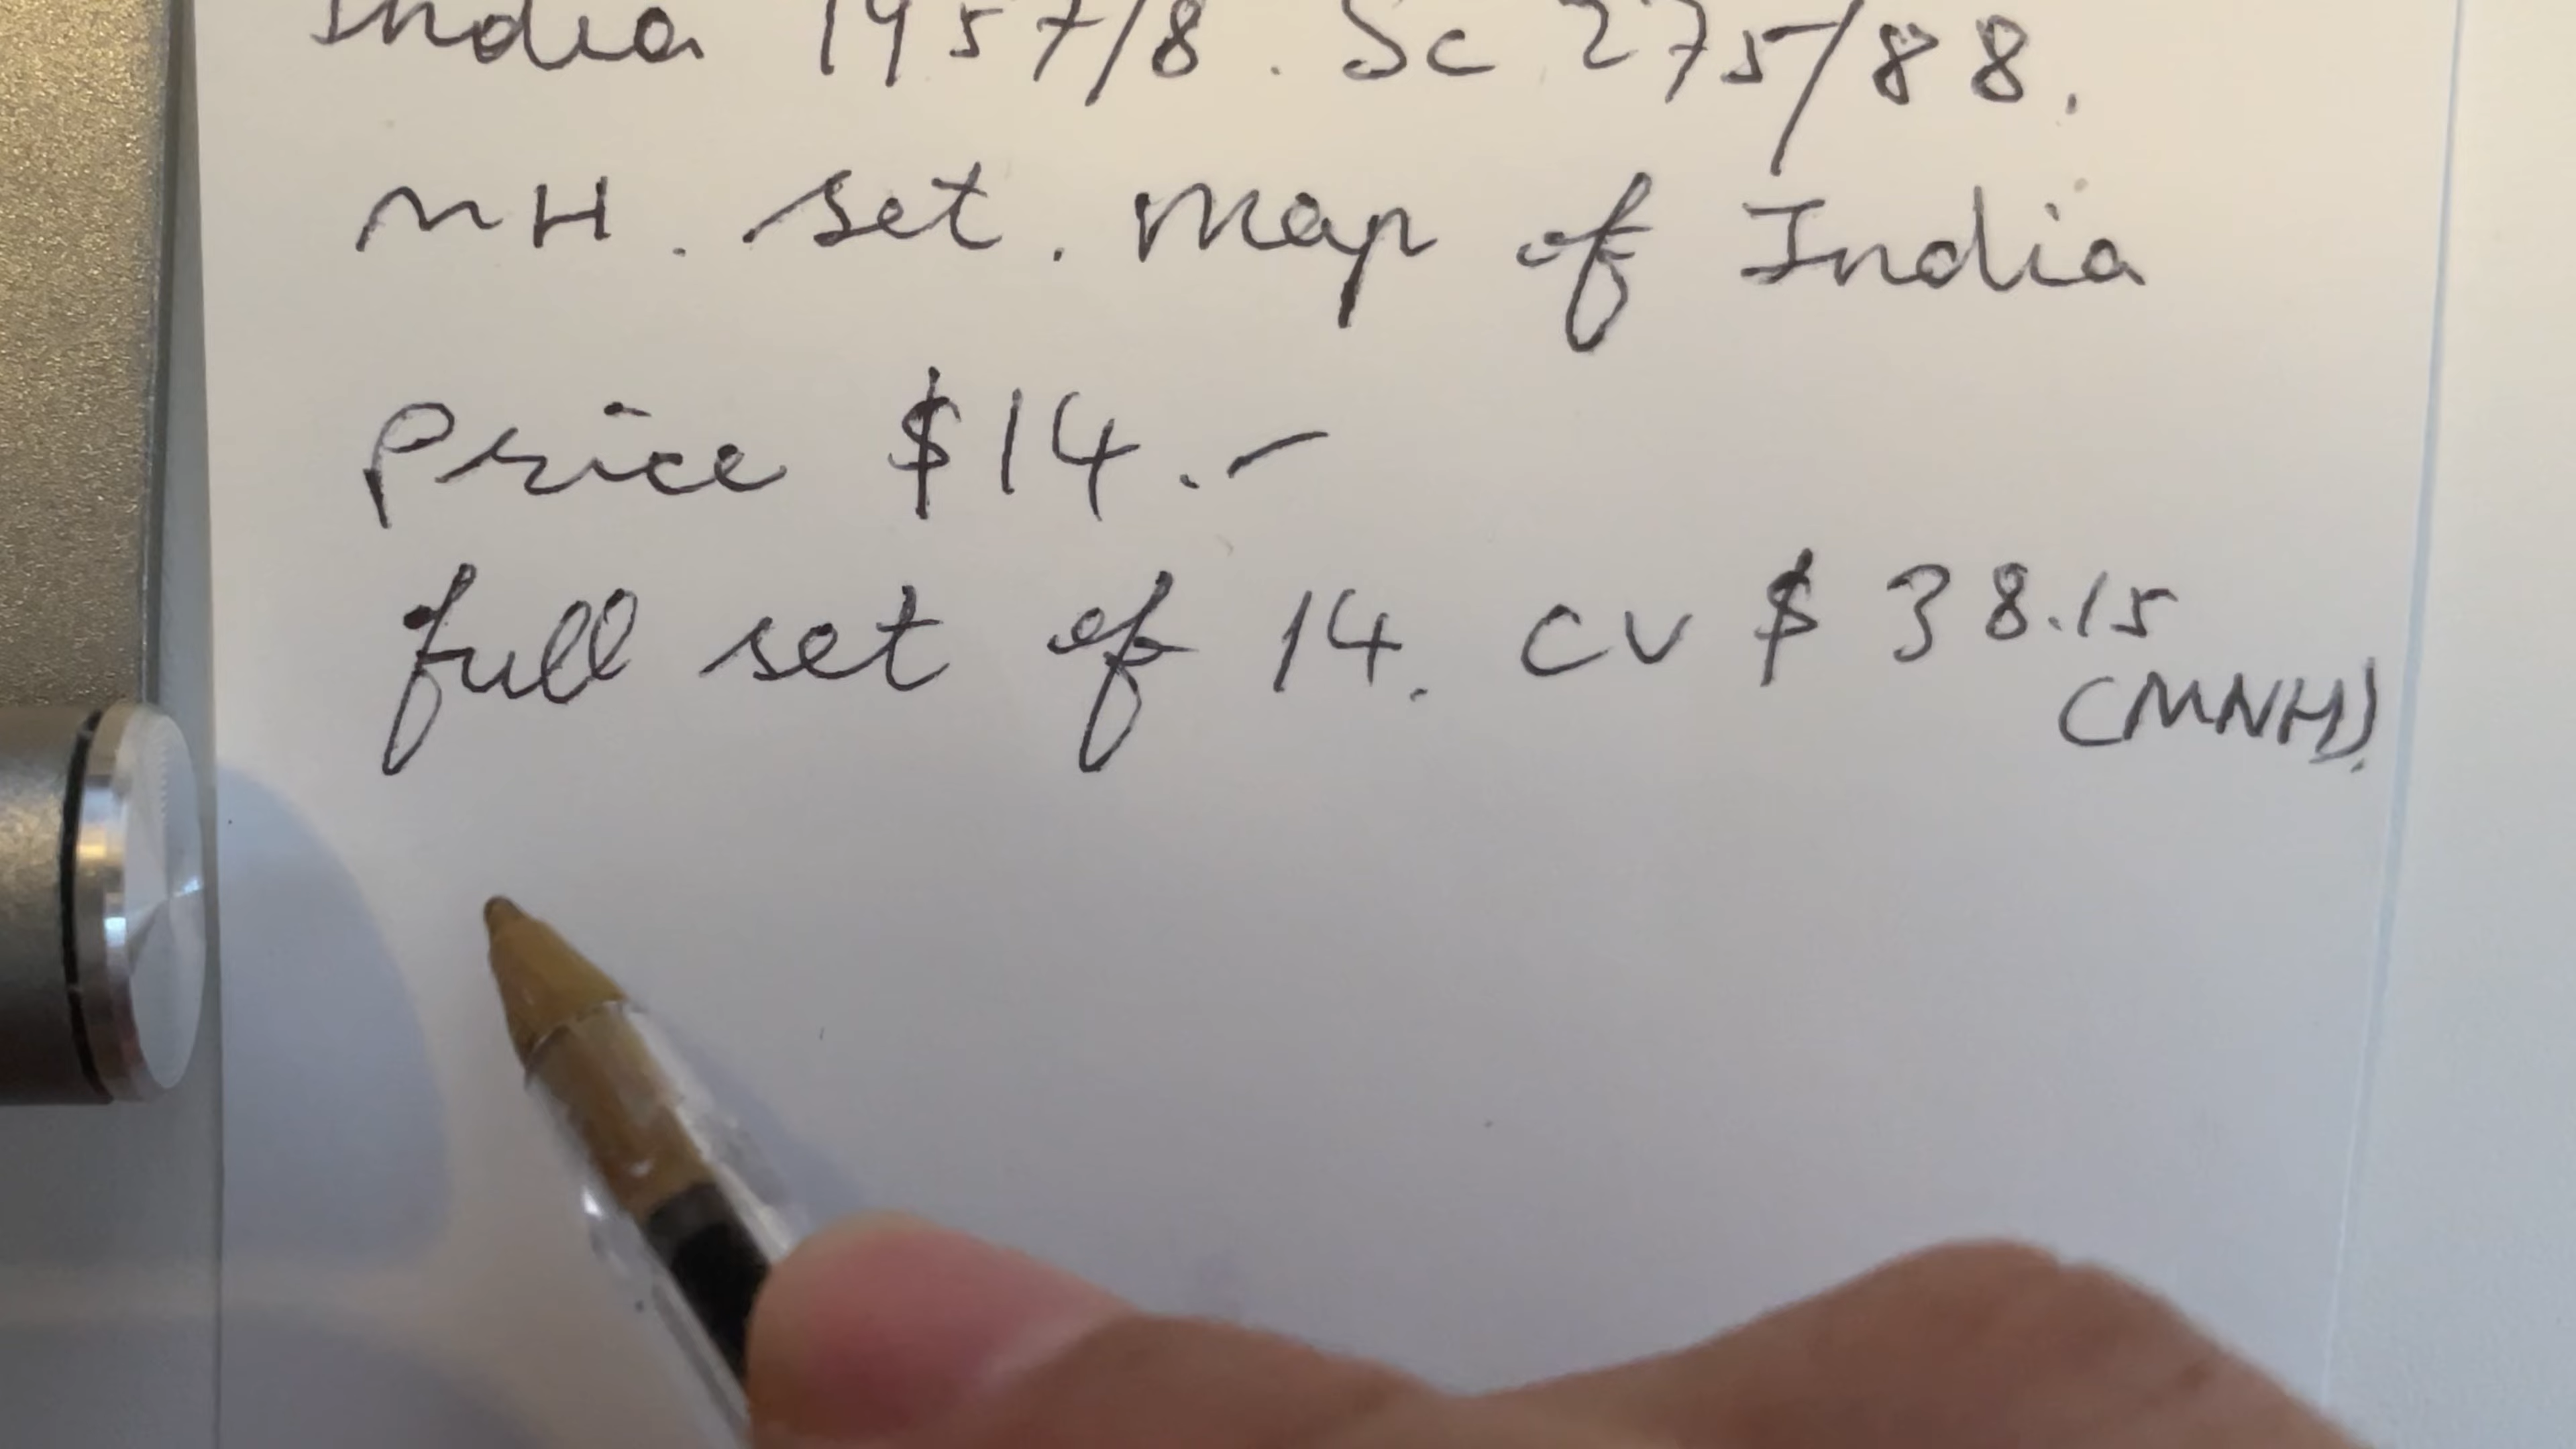 India 1957/8. Sc 275/88.
MH. set. Map of India
Price $14.-
full set of 14. CV $ 38.15
(MNH).